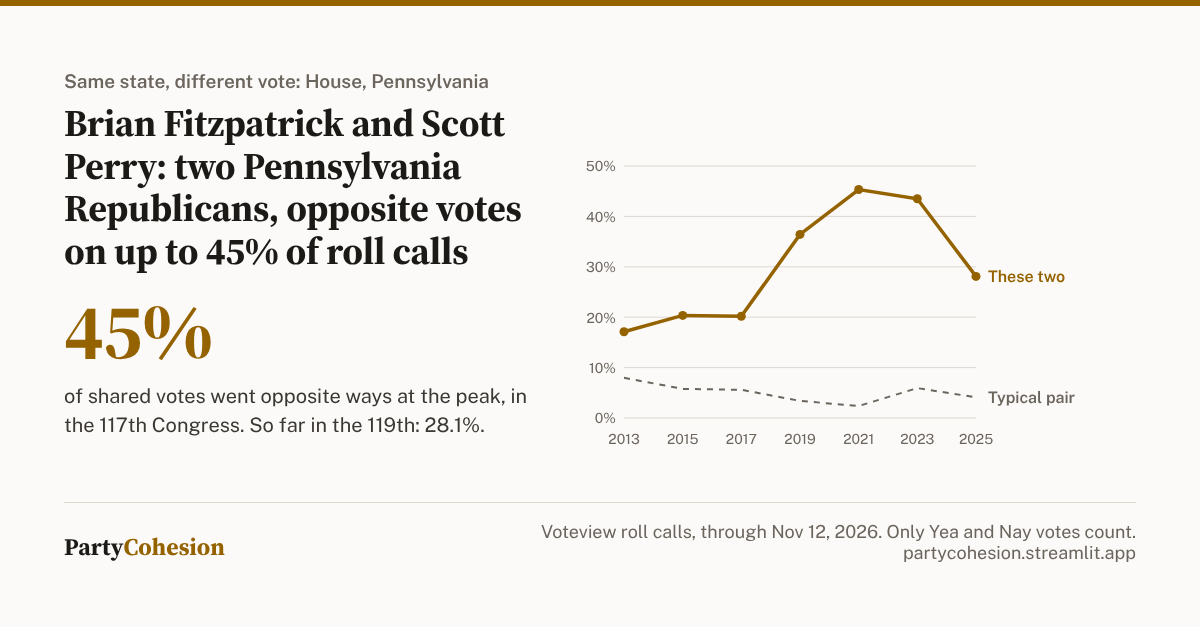 Same state, different vote: House, Pennsylvania
Brian Fitzpatrick and Scott
Perry: two Pennsylvania
Republicans, opposite votes
on up to 45% of roll calls
45%
of shared votes went opposite ways at the peak, in
the 117th Congress. So far in the 119th: 28.1%.
50%
40%
30%
20%
10%
0%
2013 2015 2017 2019 2021 2023 2025
These two
Typical pair
PartyCohesion
Voteview roll calls, through Nov 12, 2026. Only Yea and Nay votes count.
partycohesion.streamlit.app